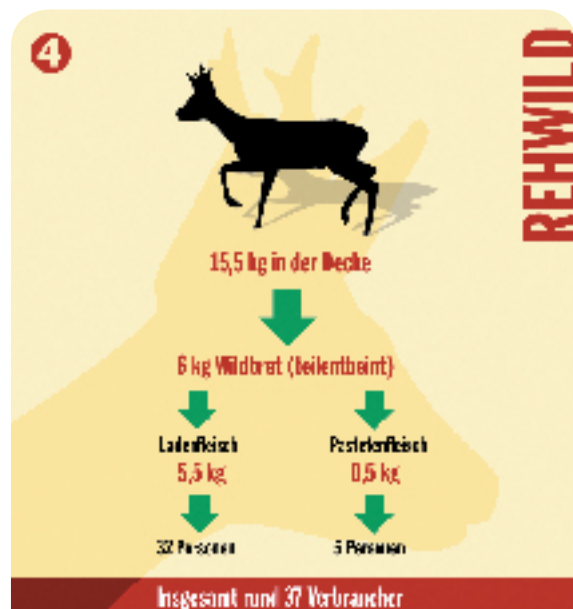 4
REHWILD
15,5 kg in der Decke
6 kg Wildbret (teilentbeint)
Ladenfleisch
5,5 kg
Pastetenfleisch
0,5 kg
32 Personen
5 Personen
Insgesamt rund 37 Verbraucher